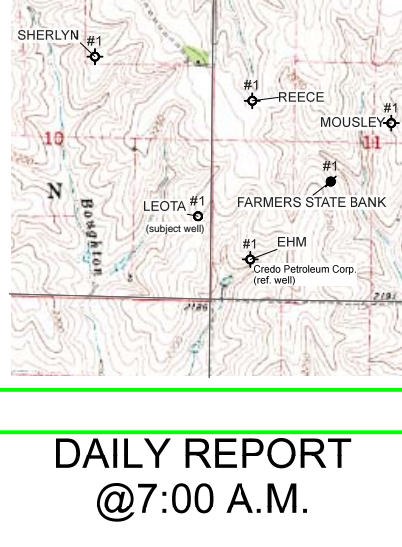 SHERLYN
#1
#1
REECE
#1
MOUSLEY
10
11
#1
N
FARMERS STATE BANK
LEOTA #1
(subject well)
Boughton
#1 EHM
Credo Petroleum Corp.
(ref. well)
2186
DAILY REPORT
@7:00 A.M.